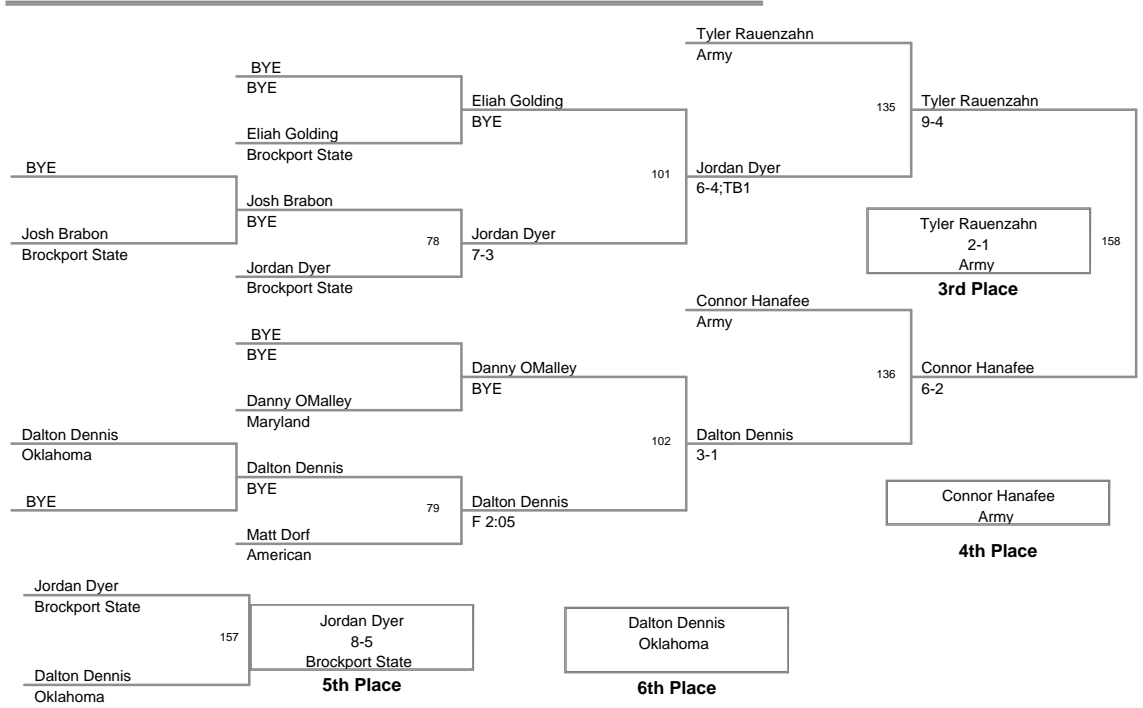 Tyler Rauenzahn
Army
BYE
BYE
Eliah Golding
BYE
135
Tyler Rauenzahn
9-4
Eliah Golding
Brockport State
BYE
101
Jordan Dyer
6-4;TB1
Josh Brabon
BYE
Josh Brabon
Brockport State
78
Jordan Dyer
7-3
Tyler Rauenzahn
2-1
Army
158
3rd Place
Jordan Dyer
Brockport State
Connor Hanafee
Army
BYE
BYE
Danny OMalley
BYE
136
Connor Hanafee
6-2
Danny OMalley
Maryland
Dalton Dennis
Oklahoma
102
Dalton Dennis
3-1
Dalton Dennis
BYE
BYE
79
Dalton Dennis
F 2:05
Connor Hanafee
Army
4th Place
Matt Dorf
American
Jordan Dyer
Brockport State
157
Jordan Dyer
8-5
Brockport State
5th Place
Dalton Dennis
Oklahoma
6th Place
Dalton Dennis
Oklahoma